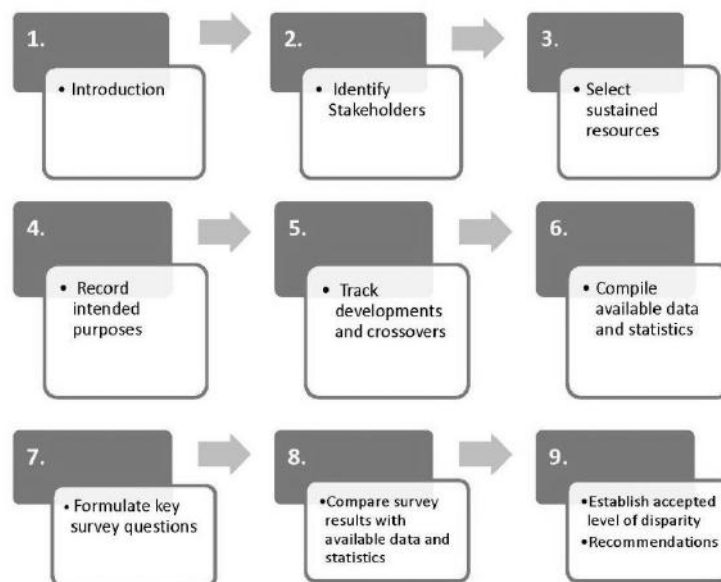 1.
• Introduction
2.
• Identify
Stakeholders
3.
• Select
sustained
resources
4.
• Record
intended
purposes
5.
• Track
developments
and crossovers
6.
• Compile
available data
and statistics
7.
• Formulate key
survey questions
8.
•Compare survey
results with
available data and
statistics
9.
•Establish accepted
level of disparity
•Recommendations